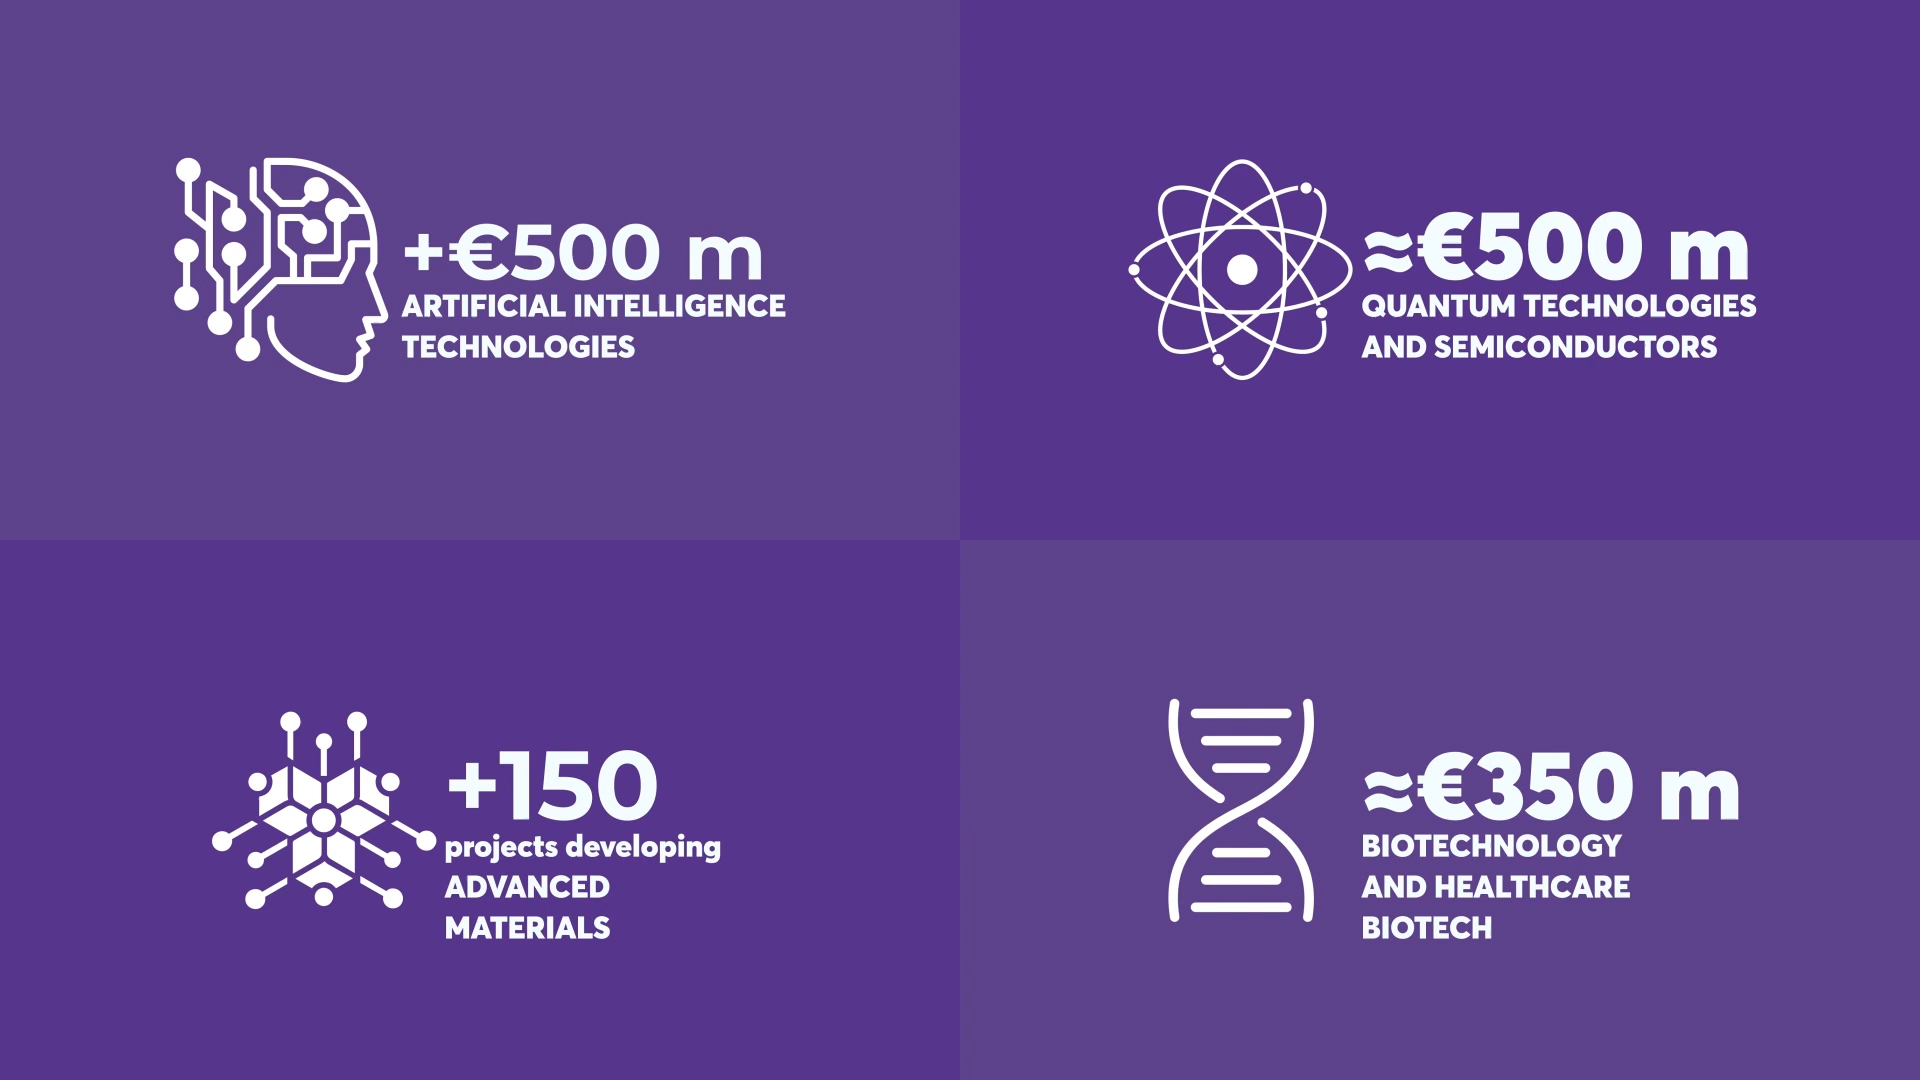 +€500 m
ARTIFICIAL INTELLIGENCE
TECHNOLOGIES
≈€500 m
QUANTUM TECHNOLOGIES
AND SEMICONDUCTORS
+150
projects developing
ADVANCED
MATERIALS
≈€350 m
BIOTECHNOLOGY
AND HEALTHCARE
BIOTECH